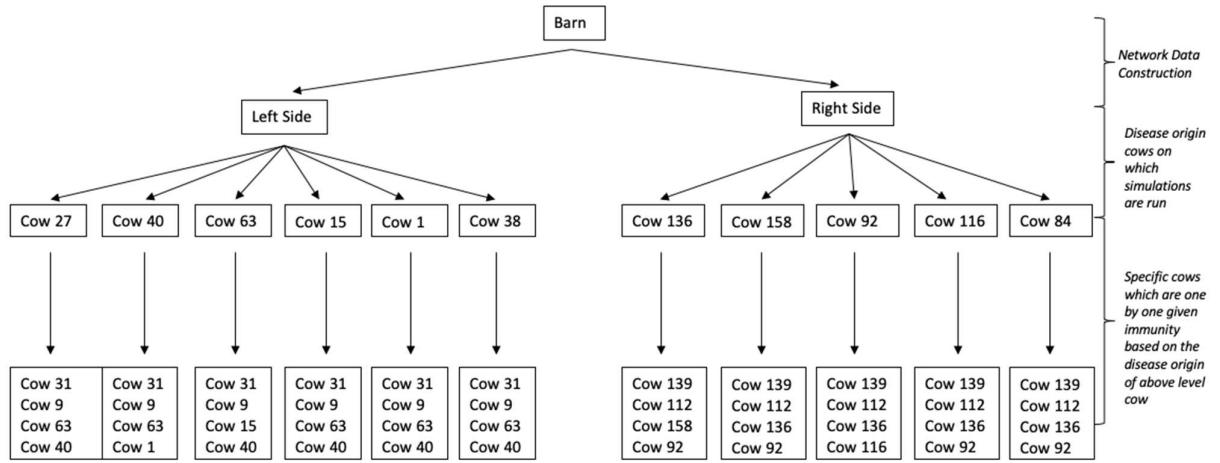 Barn
Network Data
Construction
Left Side
Right Side
Disease origin
cows on
which
simulations
are run
Cow 27
Cow 40
Cow 63
Cow 15
Cow 1
Cow 38
Cow 136
Cow 158
Cow 92
Cow 116
Cow 84
Specific cows
which are one
by one given
immunity
based on the
disease origin
of above level
cow
Cow 31
Cow 9
Cow 63
Cow 40
Cow 31
Cow 9
Cow 63
Cow 1
Cow 31
Cow 9
Cow 15
Cow 40
Cow 31
Cow 9
Cow 63
Cow 40
Cow 31
Cow 9
Cow 63
Cow 40
Cow 31
Cow 9
Cow 63
Cow 40
Cow 139
Cow 112
Cow 158
Cow 92
Cow 139
Cow 112
Cow 136
Cow 92
Cow 139
Cow 112
Cow 136
Cow 116
Cow 139
Cow 112
Cow 136
Cow 92
Cow 139
Cow 112
Cow 136
Cow 92